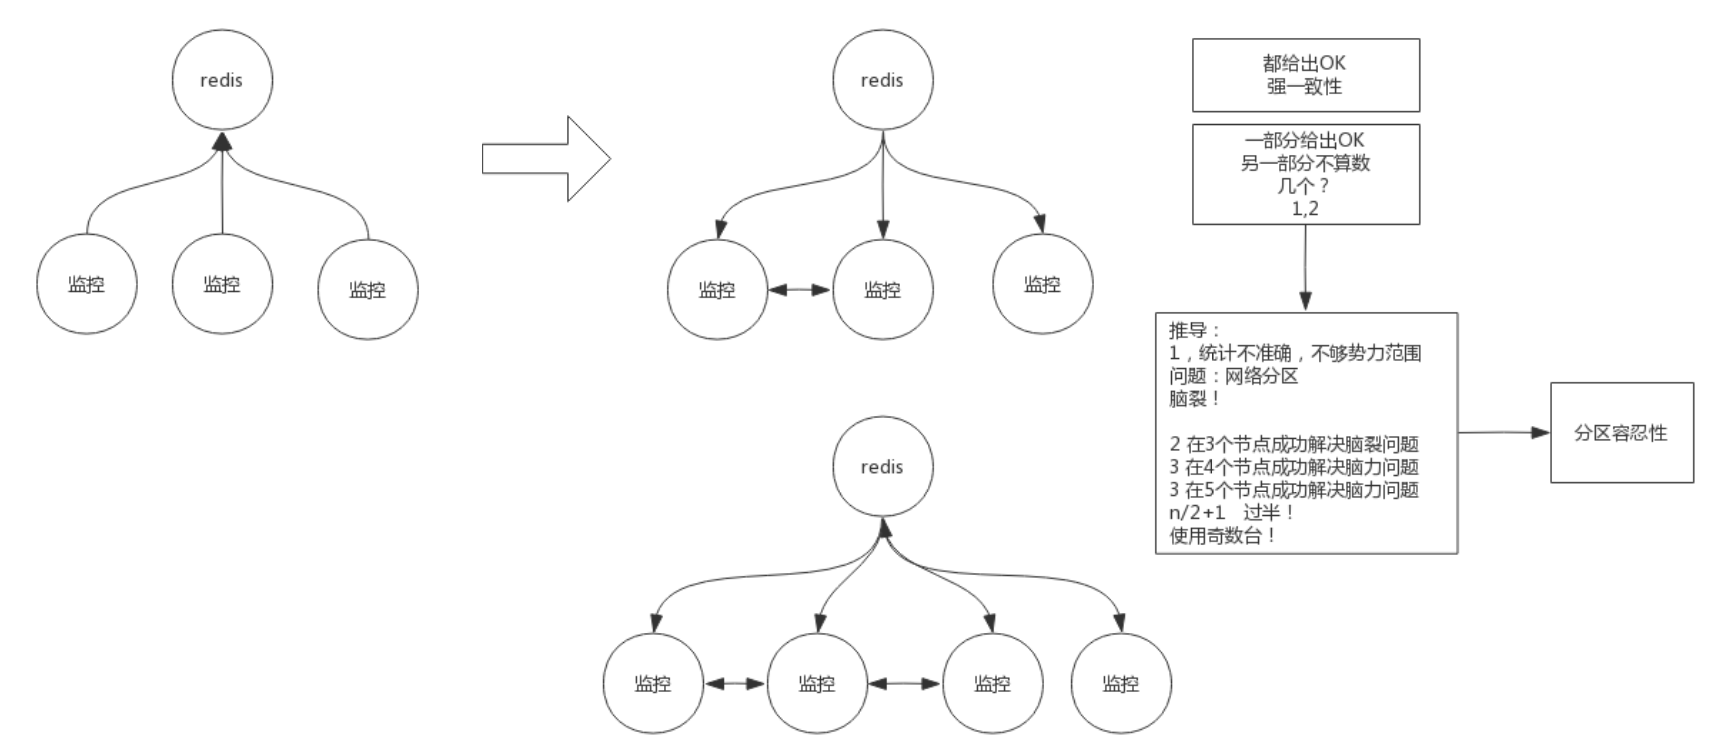 redis
监控
监控
监控
redis
监控
监控
监控
都给出OK
强一致性
一部分给出OK
另一部分不算数
几个？
1,2
推导：
1，统计不准确，不够势力范围
问题：网络分区
脑裂！
2 在3个节点成功解决脑裂问题
3 在4个节点成功解决脑力问题
3 在5个节点成功解决脑力问题
n/2+1 过半！
使用奇数台！
分区容忍性
redis
监控
监控
监控
监控